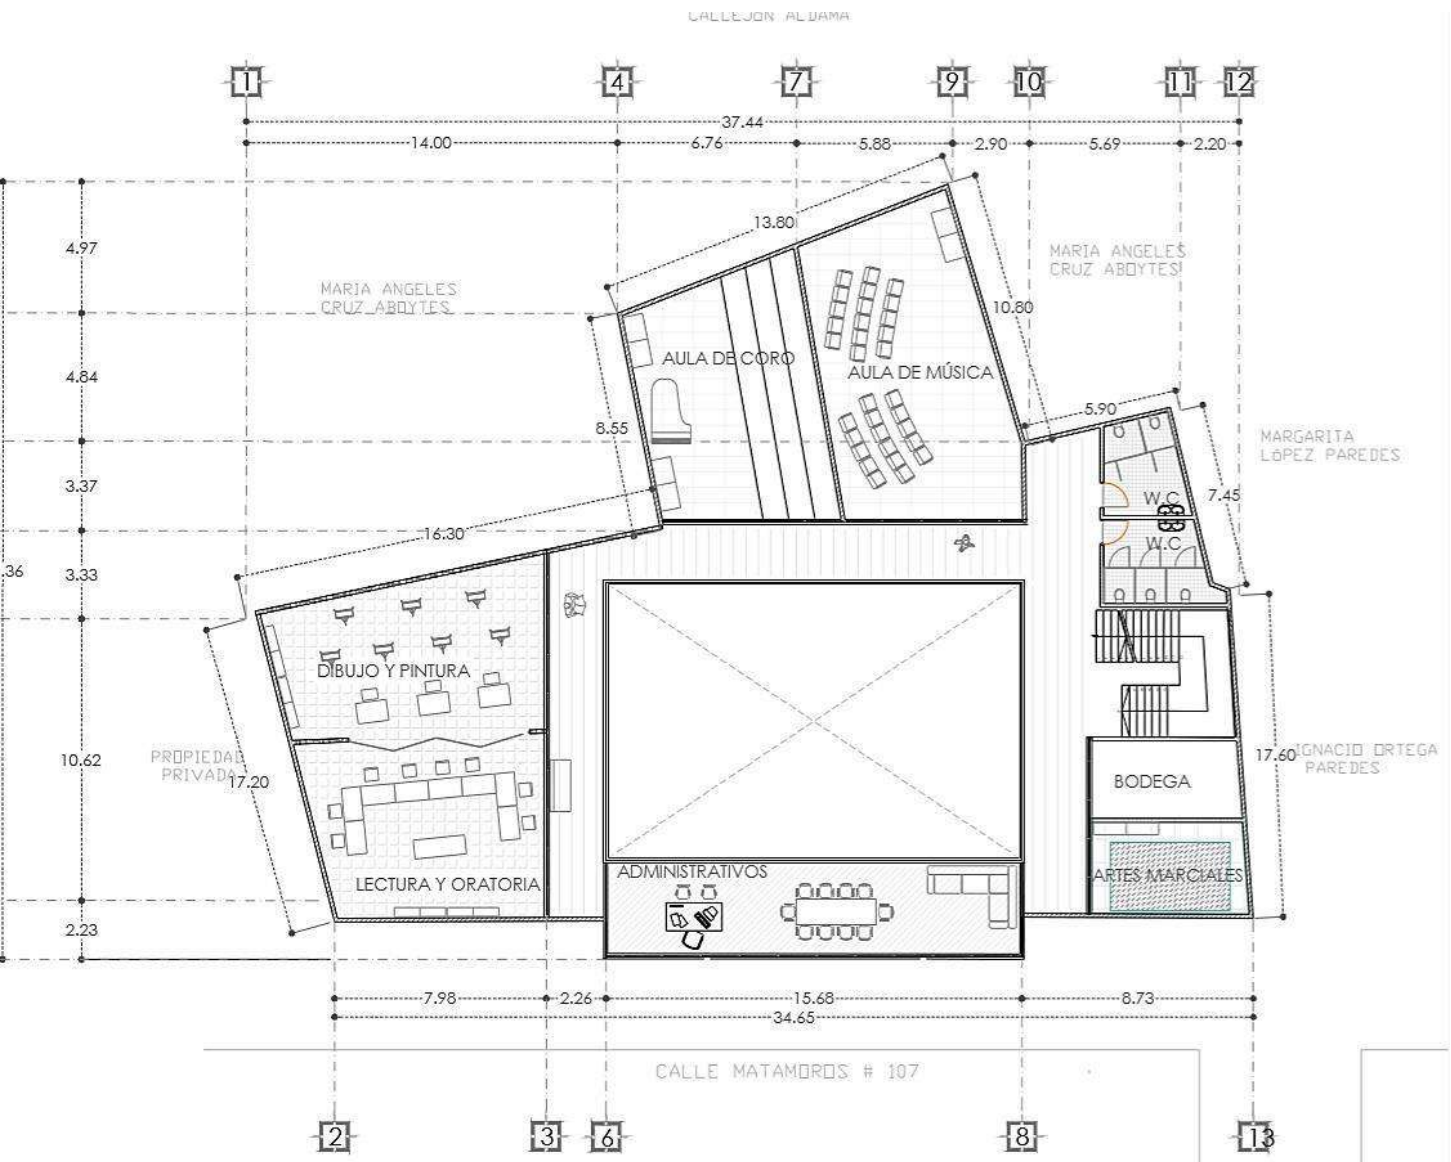 CALLEJON ALDAMA
1
4
7
9
10
11
12
37.44
14.00
6.76
5.88
2.90
5.69
2.20
4.97
13.80
MARIA ANGELES
CRUZ ABOYTES
MARIA ANGELES
CRUZ ABOYTES
10.80
4.84
AULA DE CORO
AULA DE MÚSICA
5.90
8.55
MARGARITA
LóPEZ PAREDES
3.37
W.C
7.45
16.30
W.C
.36
3.33
DIBUJO Y PINTURA
10.62
PROPIEDAD
PRIVADA
17.20
17.60
IGNACIO ORTEGA
PAREDES
BODEGA
ADMINISTRATIVOS
ARTES MARCIALES
LECTURA Y ORATORIA
2.23
7.98
2.26
15.68
8.73
34.65
CALLE MATAMOROS # 107
2
3
6
8
13